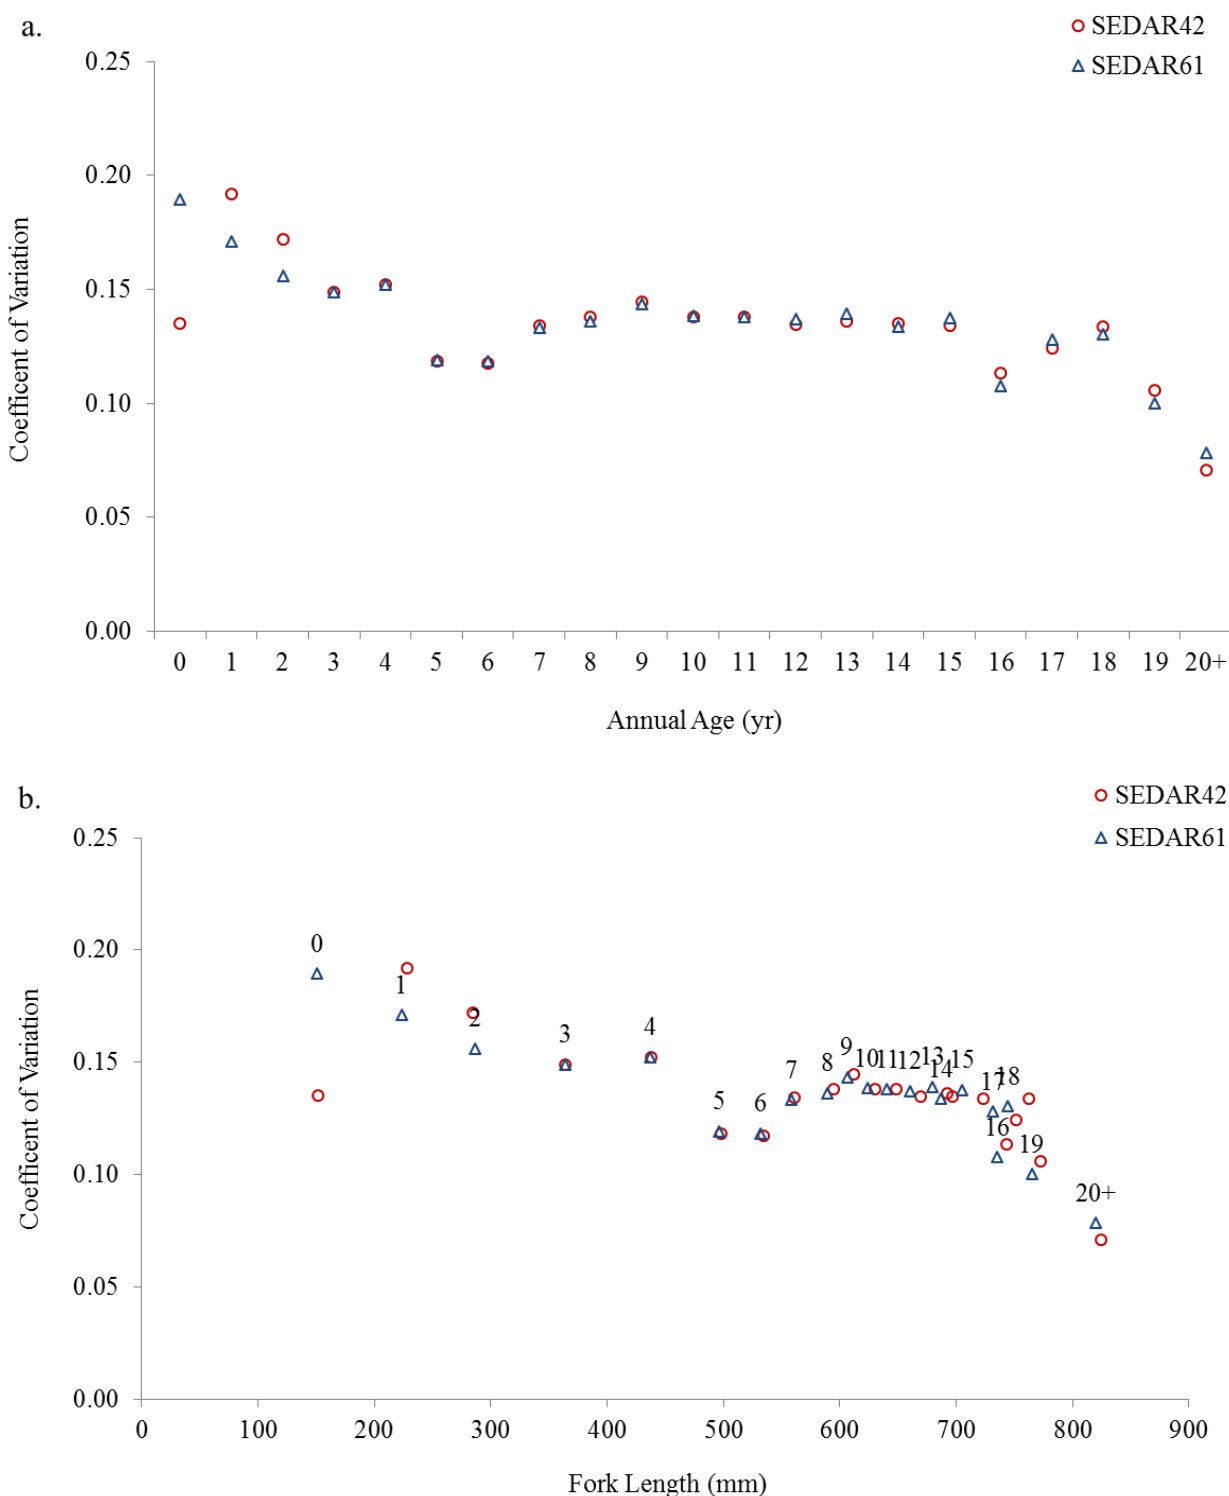 a.
SEDAR42
SEDAR61
0.25
0.20
0.15
0.10
0.05
0.00
Coefficent of Variation
0 1 2 3 4 5 6 7 8 9 10 11 12 13 14 15 16 17 18 19 20+
Annual Age (yr)
b.
SEDAR42
SEDAR61
0.25
0.20
0.15
0.10
0.05
0.00
Coefficent of Variation
0
1
2
3
4
5
6
7
8
9
10
11
12
13
14
15
16
17
18
19
20+
0 100 200 300 400 500 600 700 800 900
Fork Length (mm)